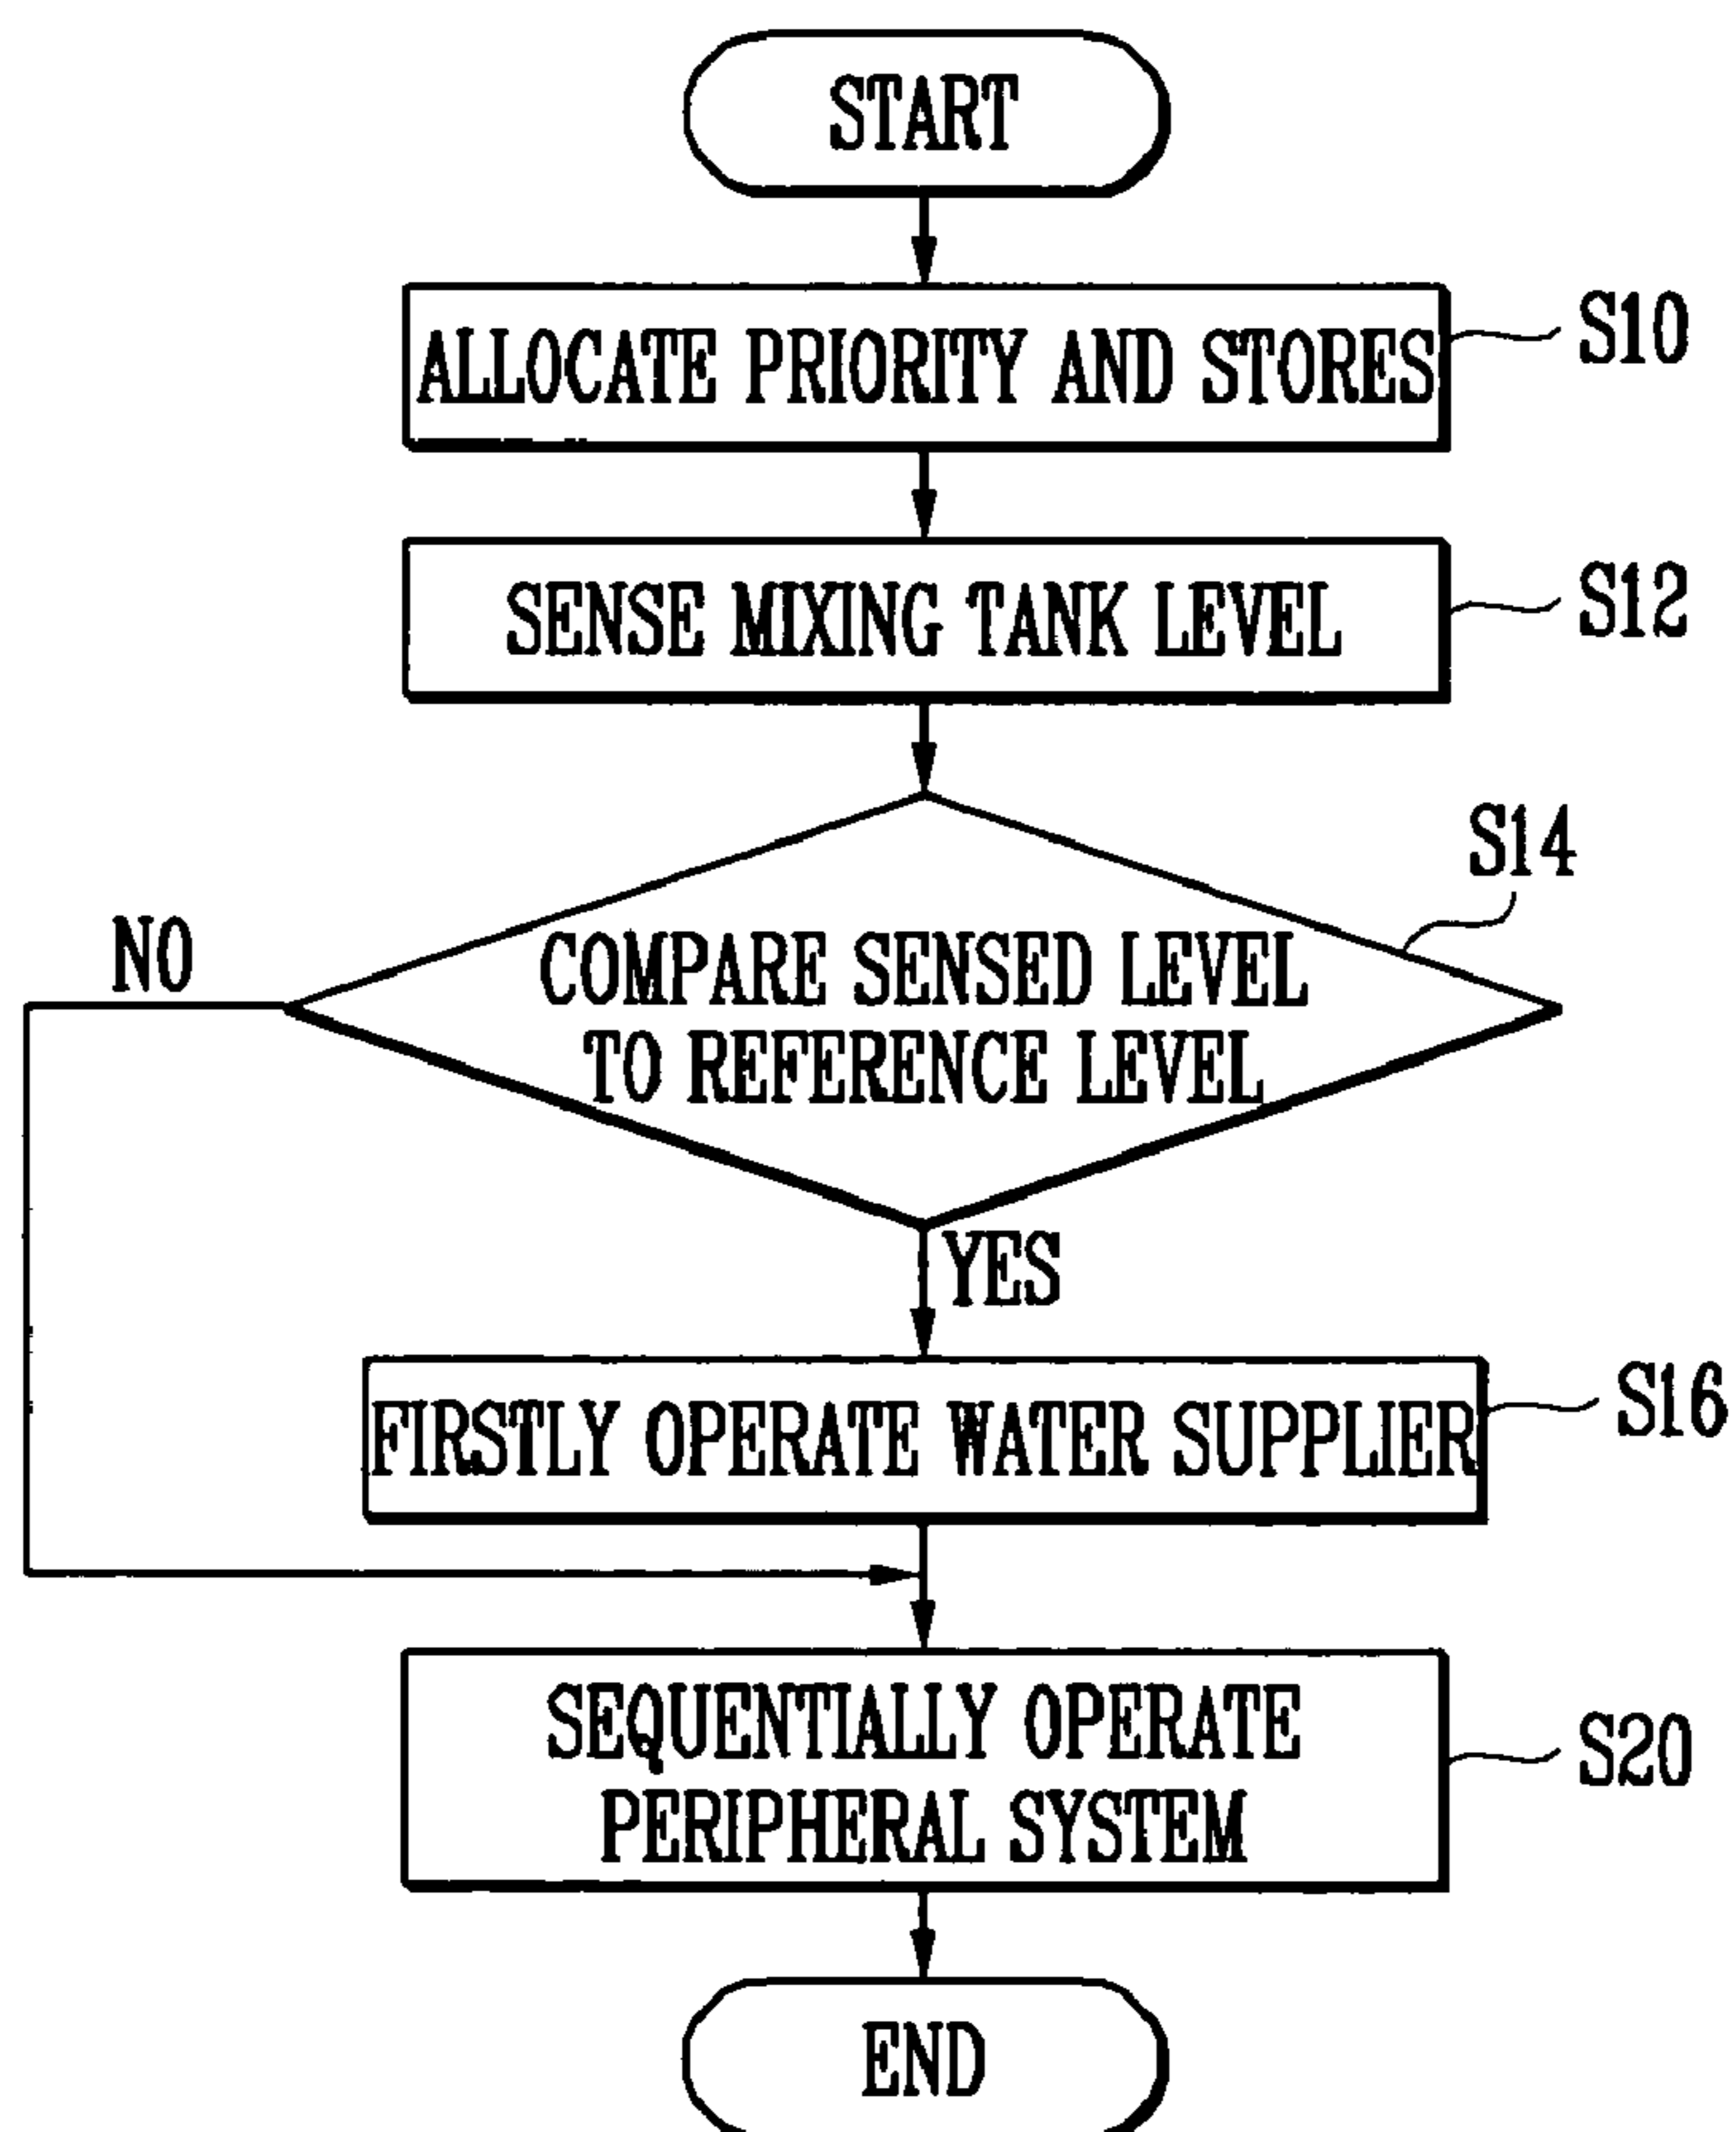 START
ALLOCATE PRIORITY AND STORES
S10
SENSE MIXING TANK LEVEL
S12
S14
NO
COMPARE SENSED LEVEL
TO REFERENCE LEVEL
YES
FIRSTLY OPERATE WATER SUPPLIER
S16
SEQUENTIALLY OPERATE
PERIPHERAL SYSTEM
S20
END